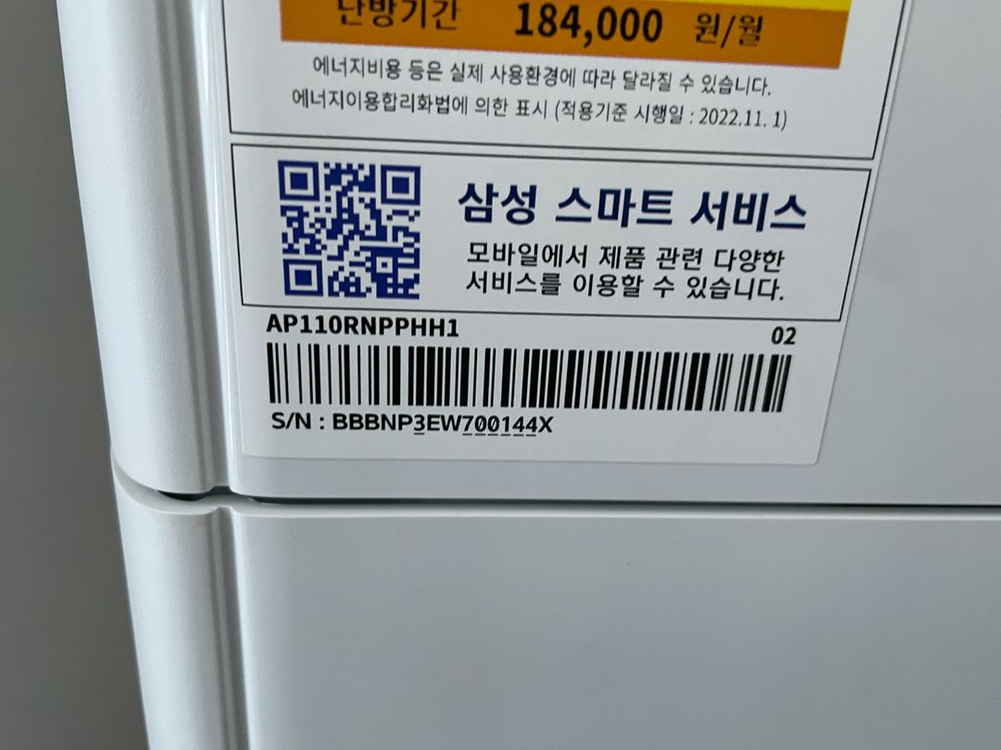 난방기간 184,000 원/월
에너지비용 등은 실제 사용환경에 따라 달라질 수 있습니다.
에너지이용합리화법에 의한 표시 (적용기준 시행일 : 2022.11. 1)
삼성 스마트 서비스
모바일에서 제품 관련 다양한
서비스를 이용할 수 있습니다.
AP110RNPPHH1 02
S/N : BBBNP3EW700144X